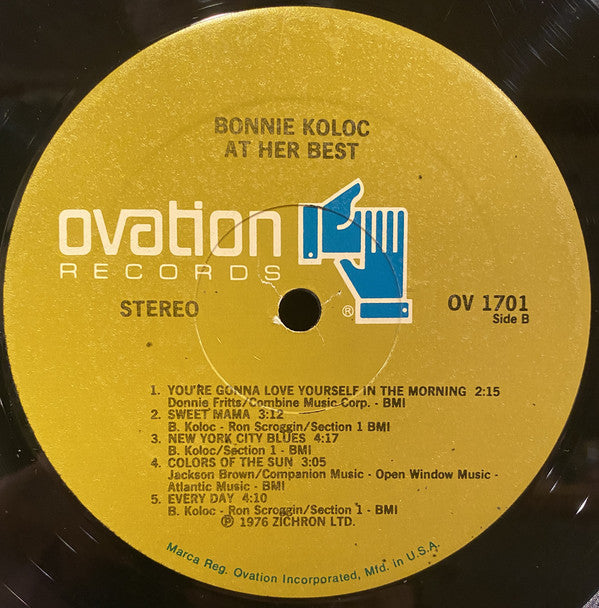 BONNIE KOLOC
AT HER BEST
ovation
RECORDS
®
STEREO
OV 1701
Side B
1. YOU'RE GONNA LOVE YOURSELF IN THE MORNING 2:15
Donnie Fritts/Combine Music Corp. - BMI
2. SWEET MAMA 3:12
B. Koloc - Ron Scroggin/Section 1 BMI
3. NEW YORK CITY BLUES 4:17
B. Koloc/Section 1 - BMI
4. COLORS OF THE SUN 3:05
Jackson Brown/Companion Music - Open Window Music -
Atlantic Music - BMI
5. EVERY DAY 4:10
B. Koloc - Ron Scroggin/Section 1 - BMI
℗ 1976 ZICHRON LTD.
Marca Reg. Ovation Incorporated, Mfd. in U.S.A.